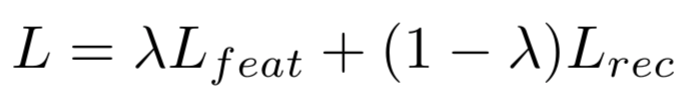 L = λL_{feat} + (1 − λ)L_{rec}